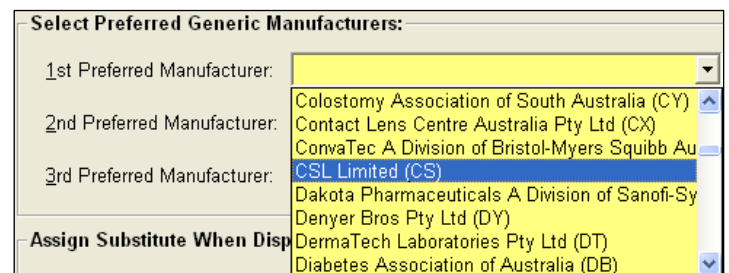 Select Preferred Generic Manufacturers:
1st Preferred Manufacturer:
Colostomy Association of South Australia (CY)
2nd Preferred Manufacturer:
Contact Lens Centre Australia Pty Ltd (CX)
ConvaTec A Division of Bristol-Myers Squibb Au
3rd Preferred Manufacturer:
CSL Limited (CS)
Dakota Pharmaceuticals A Division of Sanofi-Sy
Denyer Bros Pty Ltd (DY)
Assign Substitute When Disp
DermaTech Laboratories Pty Ltd (DT)
Diabetes Association of Australia (DB)